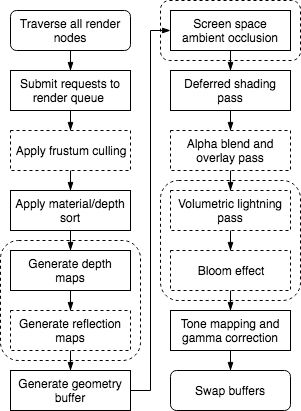 Traverse all render
nodes
Submit requests to
render queue
Apply frustum culling
Apply material/depth
sort
Generate depth
maps
Generate reflection
maps
Generate geometry
buffer
Screen space
ambient occlusion
Deferred shading
pass
Alpha blend and
overlay pass
Volumetric lightning
pass
Bloom effect
Tone mapping and
gamma correction
Swap buffers